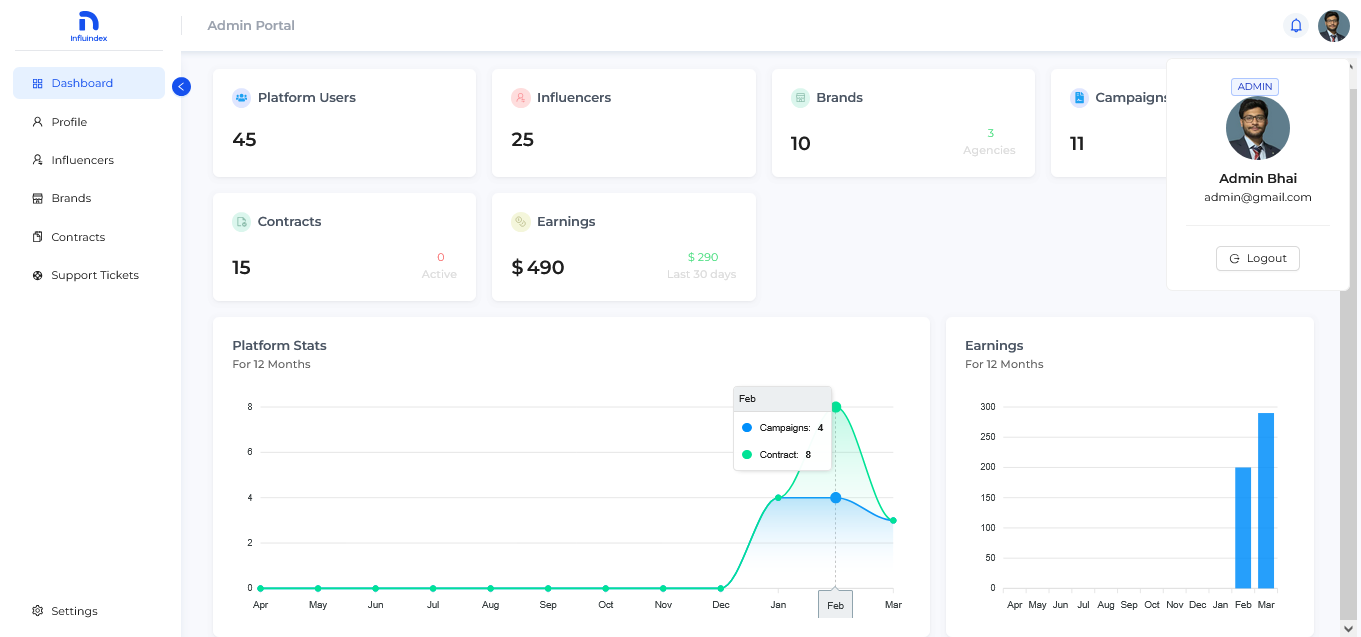 Influindex
Admin Portal
Dashboard
Profile
Influencers
Brands
Contracts
Support Tickets
Settings
Platform Users
45
Influencers
25
Brands
10
3
Agencies
Campaigns
11
Contracts
15
0
Active
Earnings
$ 490
$ 290
Last 30 days
ADMIN
Admin Bhai
admin@gmail.com
Logout
Platform Stats
For 12 Months
8
6
4
2
0
Apr May Jun Jul Aug Sep Oct Nov Dec Jan Feb Mar
Feb
Campaigns: 4
Contract: 8
Earnings
For 12 Months
300
250
200
150
100
50
0
Apr May Jun Jul Aug Sep Oct Nov Dec Jan Feb Mar